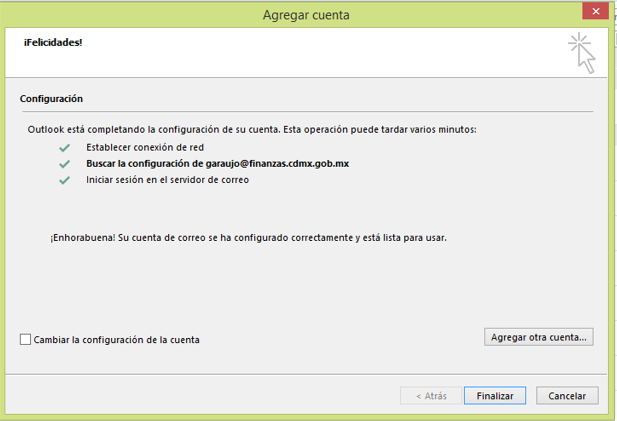 Agregar cuenta
¡Felicidades!
Configuración
Outlook está completando la configuración de su cuenta. Esta operación puede tardar varios minutos:
Establecer conexión de red
Buscar la configuración de garaujo@finanzas.cdmx.gob.mx
Iniciar sesión en el servidor de correo
¡Enhorabuena! Su cuenta de correo se ha configurado correctamente y está lista para usar.
Cambiar la configuración de la cuenta
Agregar otra cuenta...
< Atrás
Finalizar
Cancelar